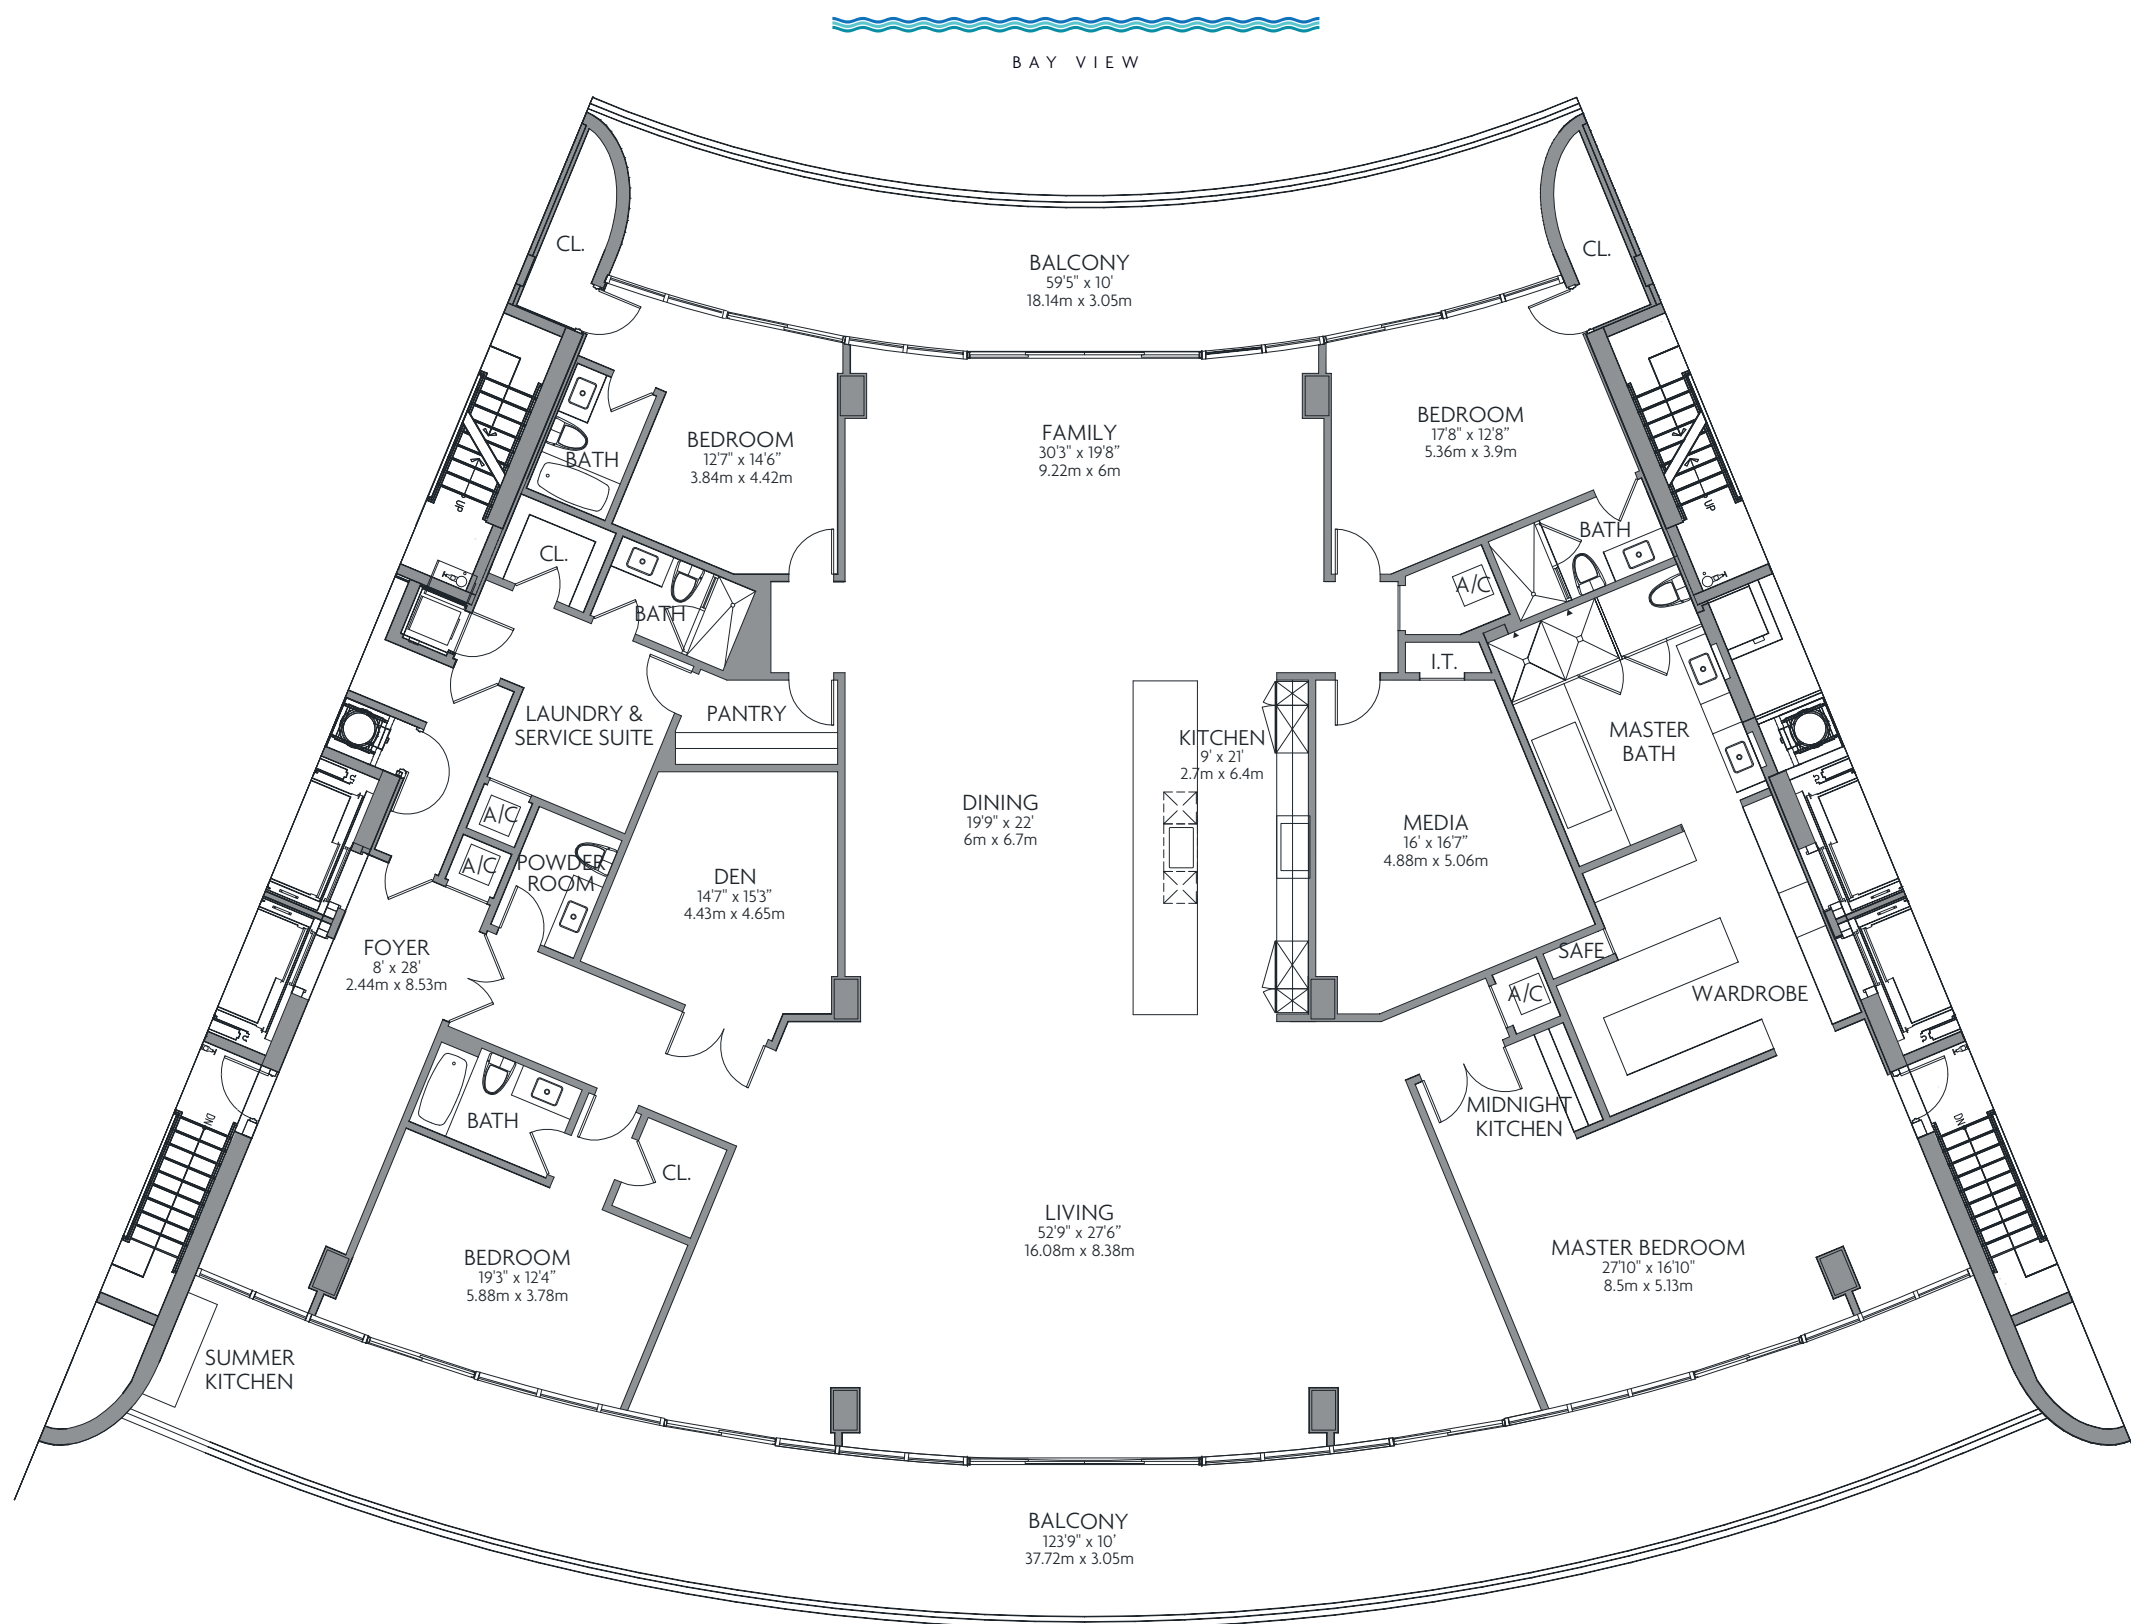 BAY VIEW
CL.
CL.
BALCONY
59'5" x 10'
18.14m x 3.05m
BEDROOM
12'7" x 14'6"
3.84m x 4.42m
FAMILY
30'3" x 19'8"
9.22m x 6m
BEDROOM
17'8" x 12'8"
5.36m x 3.9m
BATH
UP
UP
BATH
CL.
BATH
A/C
I.T.
LAUNDRY &
SERVICE SUITE
PANTRY
KITCHEN
9' x 21'
2.7m x 6.4m
MASTER
BATH
DINING
19'9" x 22'
6m x 6.7m
MEDIA
16' x 16'7"
4.88m x 5.06m
A/C
A/C
POWDER
ROOM
DEN
14'7" x 15'3"
4.43m x 4.65m
FOYER
8' x 28'
2.44m x 8.53m
SAFE
A/C
WARDROBE
DN
DN
BATH
MIDNIGHT
KITCHEN
CL.
LIVING
52'9" x 27'6"
16.08m x 8.38m
BEDROOM
19'3" x 12'4"
5.88m x 3.78m
MASTER BEDROOM
27'10" x 16'10"
8.5m x 5.13m
SUMMER
KITCHEN
BALCONY
123'9" x 10'
37.72m x 3.05m